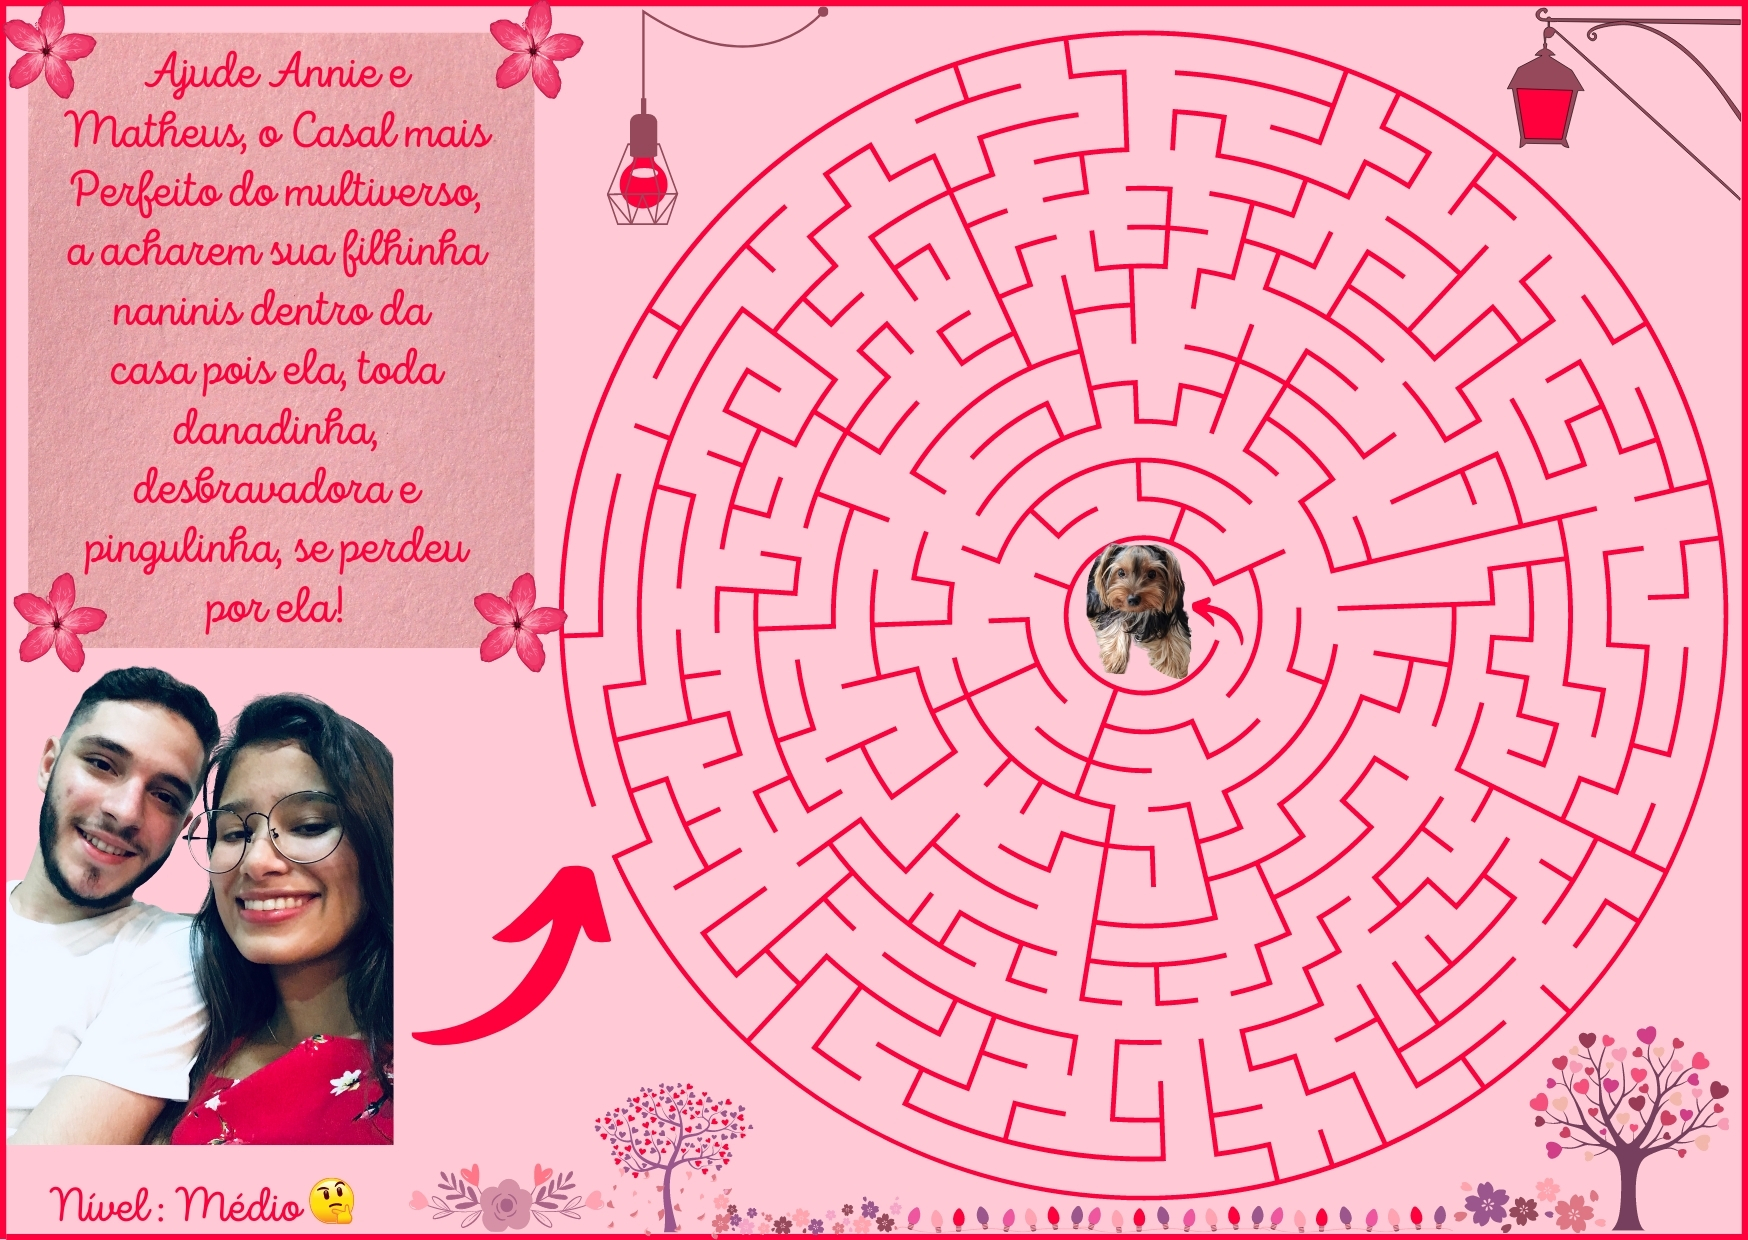 Ajude Annie e
Matheus, o Casal mais
Perfeito do multiverso,
a acharem sua filhinha
naninis dentro da
casa pois ela, toda
danadinha,
desbravadora e
pingulinha, se perdeu
por ela!
Nível : Médio🤔